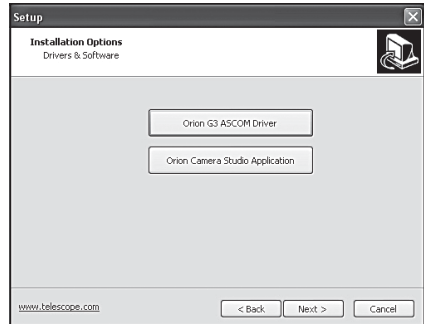 Setup
Installation Options
Drivers & Software
Orion G3 ASCOM Driver
Orion Camera Studio Application
www.telescope.com
< Back
Next >
Cancel